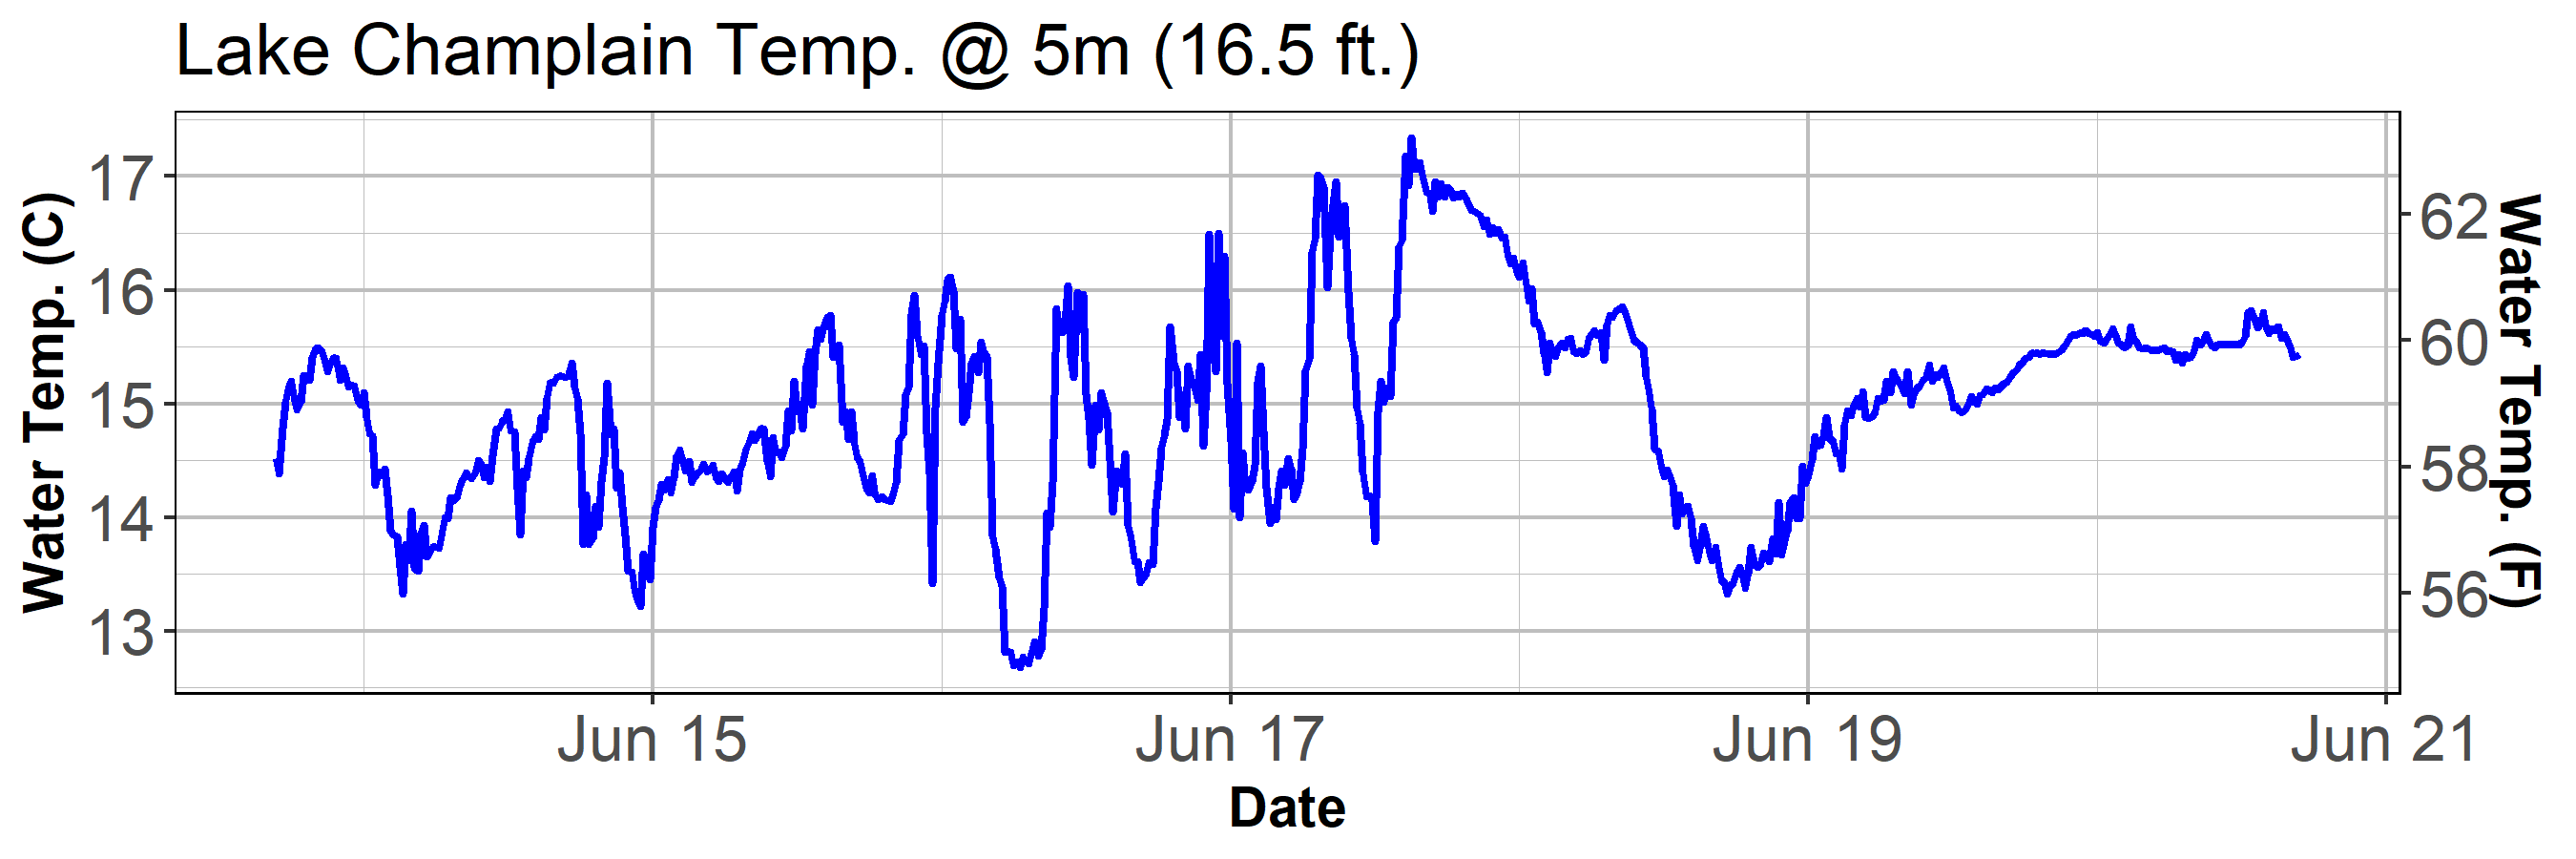 Lake Champlain Temp. @ 5m (16.5 ft.)
Water Temp. (C)
17
16
15
14
13
62
60
58
56
Water Temp. (F)
Jun 15
Jun 17
Jun 19
Jun 21
Date